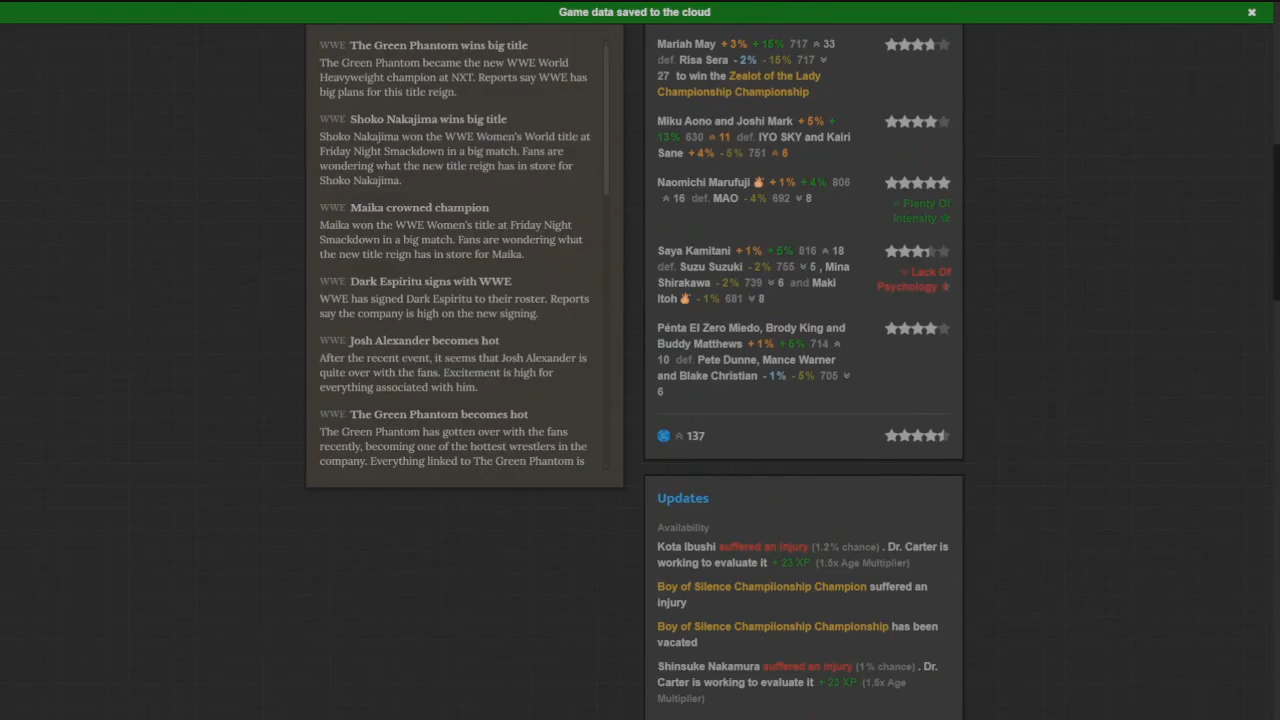 Game data saved to the cloud
WWE The Green Phantom wins big title
The Green Phantom became the new WWE World
Heavyweight champion at NXT. Reports say WWE has
big plans for this title reign.
WWE Shoko Nakajima wins big title
Shoko Nakajima won the WWE Women's World title at
Friday Night Smackdown in a big match. Fans are
wondering what the new title reign has in store for
Shoko Nakajima.
WWE Maika crowned champion
Maika won the WWE Women's title at Friday Night
Smackdown in a big match. Fans are wondering what
the new title reign has in store for Maika.
WWE Dark Espíritu signs with WWE
WWE has signed Dark Espíritu to their roster. Reports
say the company is high on the new signing.
WWE Josh Alexander becomes hot
After the recent event, it seems that Josh Alexander is
quite over with the fans. Excitement is high for
everything associated with him.
WWE The Green Phantom becomes hot
The Green Phantom has gotten over with the fans
recently, becoming one of the hottest wrestlers in the
company. Everything linked to The Green Phantom is
Mariah May + 3% + 15% 717 33
def. Risa Sera - 2% - 15% 717
27 to win the Zealot of the Lady
Championship Championship
Miku Aono and Joshi Mark + 5% +
13% 630 11 def. IYO SKY and Kairi
Sane + 4% - 5% 751 6
Naomichi Marufuji + 1% + 4% 806
16 def. MAO - 4% 692 8
Plenty Of
Intensity
Saya Kamitani + 1% + 5% 816 18
def. Suzu Suzuki - 2% 755 5 , Mina
Shirakawa - 2% 739 6 and Maki
Itoh - 1% 681 8
Lack Of
Psychology
Pénta El Zero Miedo, Brody King and
Buddy Matthews + 1% + 5% 714
10 def. Pete Dunne, Mance Warner
and Blake Christian - 1% - 5% 705
6
137
Updates
Availability
Kota Ibushi suffered an injury (1.2% chance) . Dr. Carter is
working to evaluate it + 23 XP (1.5x Age Multiplier)
Boy of Silence Champiionship Champion suffered an
injury
Boy of Silence Champiionship Championship has been
vacated
Shinsuke Nakamura suffered an injury (1% chance) . Dr.
Carter is working to evaluate it + 23 XP (1.5x Age
Multiplier)